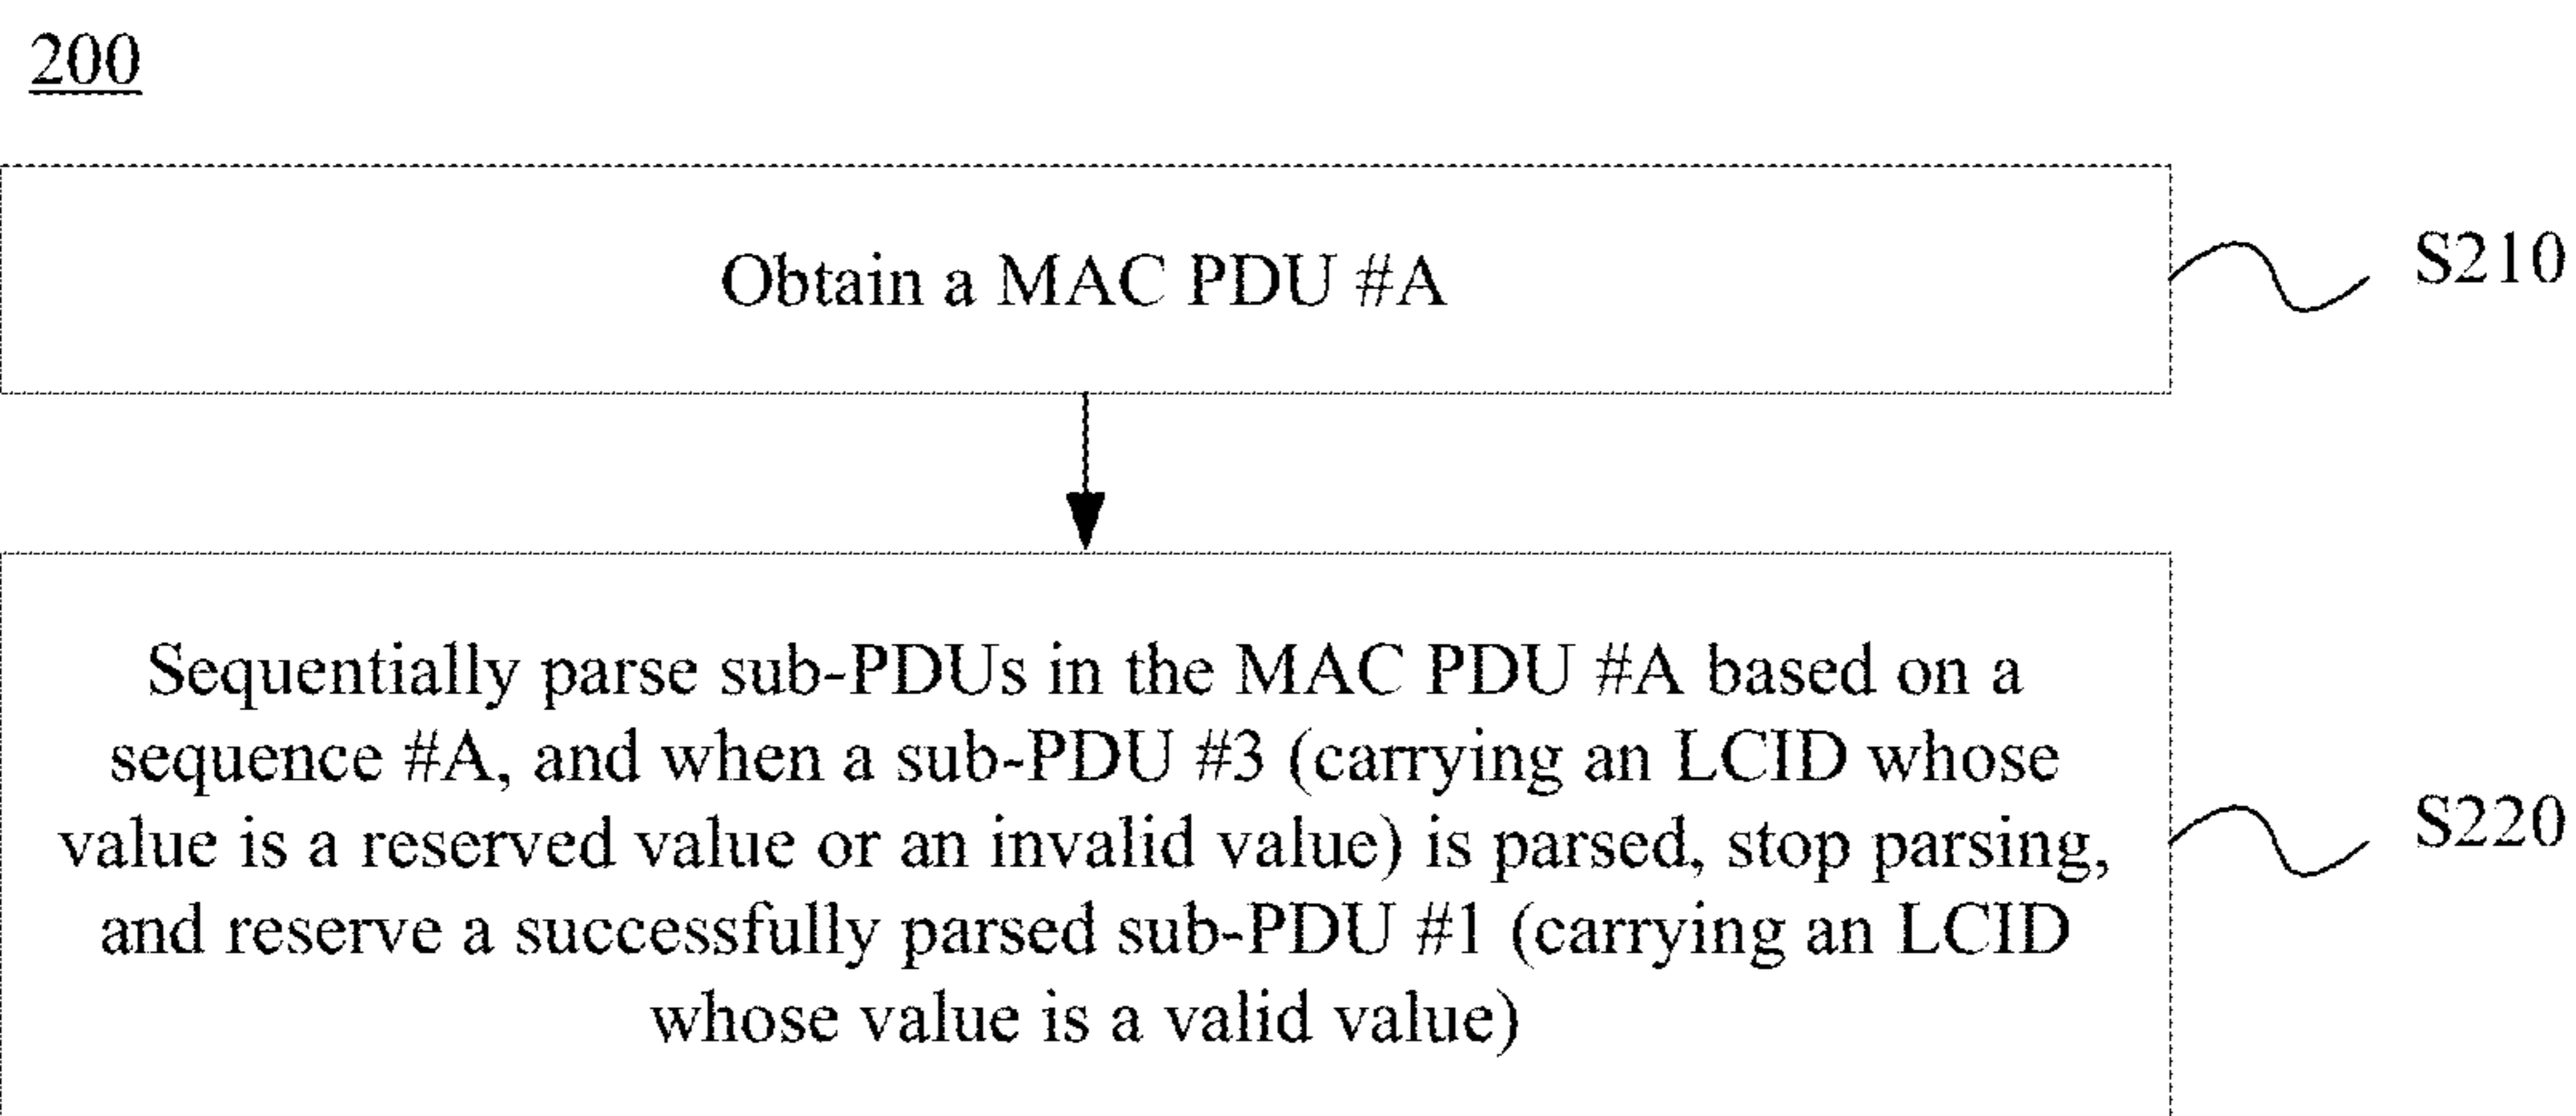 200
Obtain a MAC PDU #A
S210
Sequentially parse sub-PDUs in the MAC PDU #A based on a
sequence #A, and when a sub-PDU #3 (carrying an LCID whose
value is a reserved value or an invalid value) is parsed, stop parsing,
and reserve a successfully parsed sub-PDU #1 (carrying an LCID
whose value is a valid value)
S220